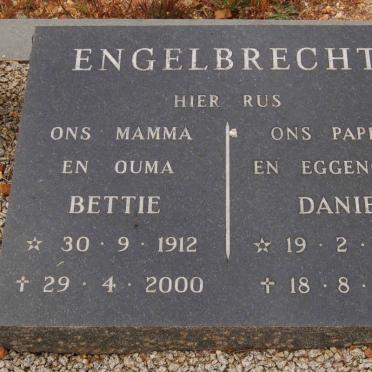 ENGELBRECHT
HIER RUS
ONS MAMMA
EN OUMA
BETTIE
☆ 30 · 9 · 1912
✝ 29 · 4 · 2000
ONS
EN
☆ 19 · 2 ·
✝ 18 · 8 ·